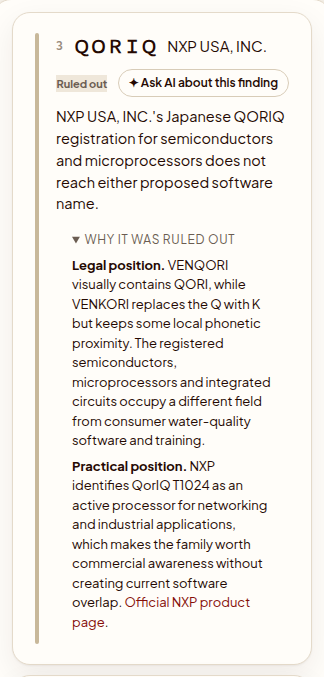 3 QORIQ NXP USA, INC.
Ruled out ✦ Ask AI about this finding
NXP USA, INC.'s Japanese QORIQ
registration for semiconductors
and microprocessors does not
reach either proposed software
name.
▼ WHY IT WAS RULED OUT
Legal position. VENQORI
visually contains QORI, while
VENKORI replaces the Q with K
but keeps some local phonetic
proximity. The registered
semiconductors,
microprocessors and integrated
circuits occupy a different field
from consumer water-quality
software and training.
Practical position. NXP
identifies QorIQ T1024 as an
active processor for networking
and industrial applications,
which makes the family worth
commercial awareness without
creating current software
overlap. Official NXP product
page.